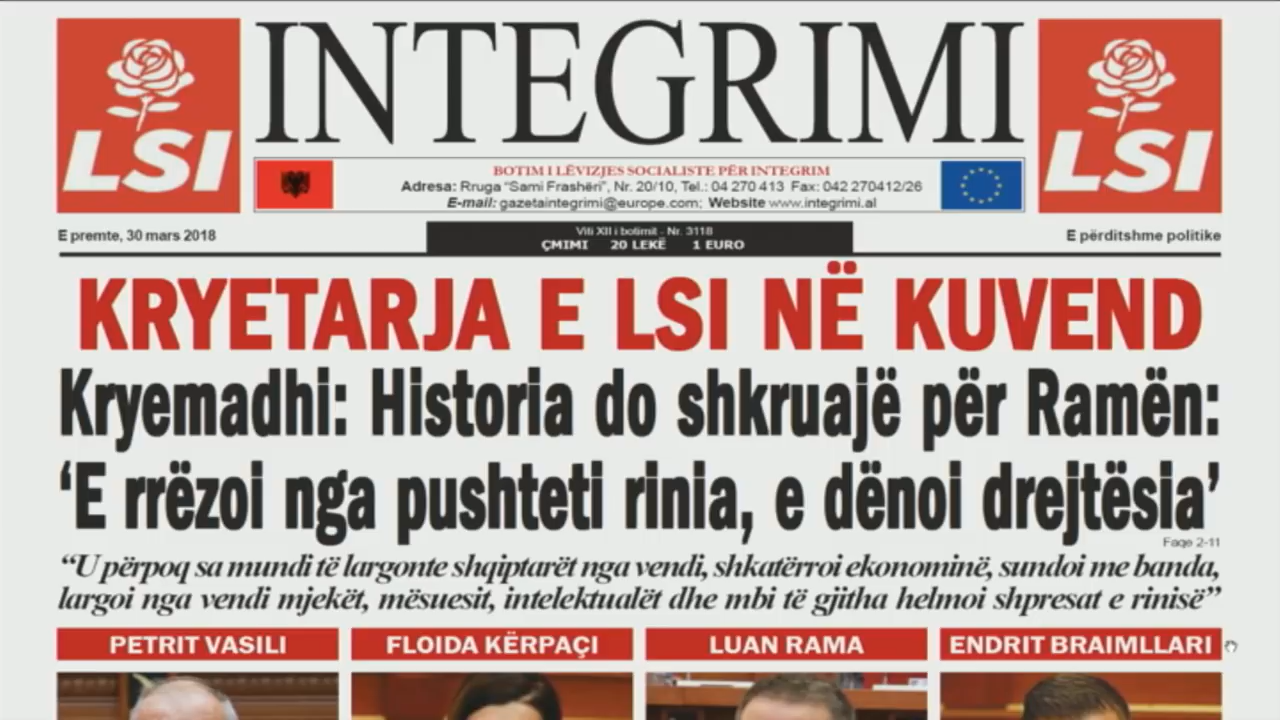 LSI
INTEGRIMI
LSI
BOTIM I LËVIZJES SOCIALISTE PËR INTEGRIM
Adresa: Rruga “Sami Frashëri”, Nr. 20/10, Tel.: 04 270 413 Fax: 042 270412/26
E-mail: gazetaintegrimi@europe.com; Website www.integrimi.al
E premte, 30 mars 2018
Viti XII i botimit - Nr. 3118
ÇMIMI 20 LEKË 1 EURO
E përditshme politike
KRYETARJA E LSI NË KUVEND
Kryemadhi: Historia do shkruajë për Ramën:
‘E rrëzoi nga pushteti rinia, e dënoi drejtësia’
Faqe 2-11
“U përpoq sa mundi të largonte shqiptarët nga vendi, shkatërroi ekonominë, sundoi me banda,
largoi nga vendi mjekët, mësuesit, intelektualët dhe mbi të gjitha helmoi shpresat e rinisë”
PETRIT VASILI
FLOIDA KËRPAÇI
LUAN RAMA
ENDRIT BRAIMLLARI